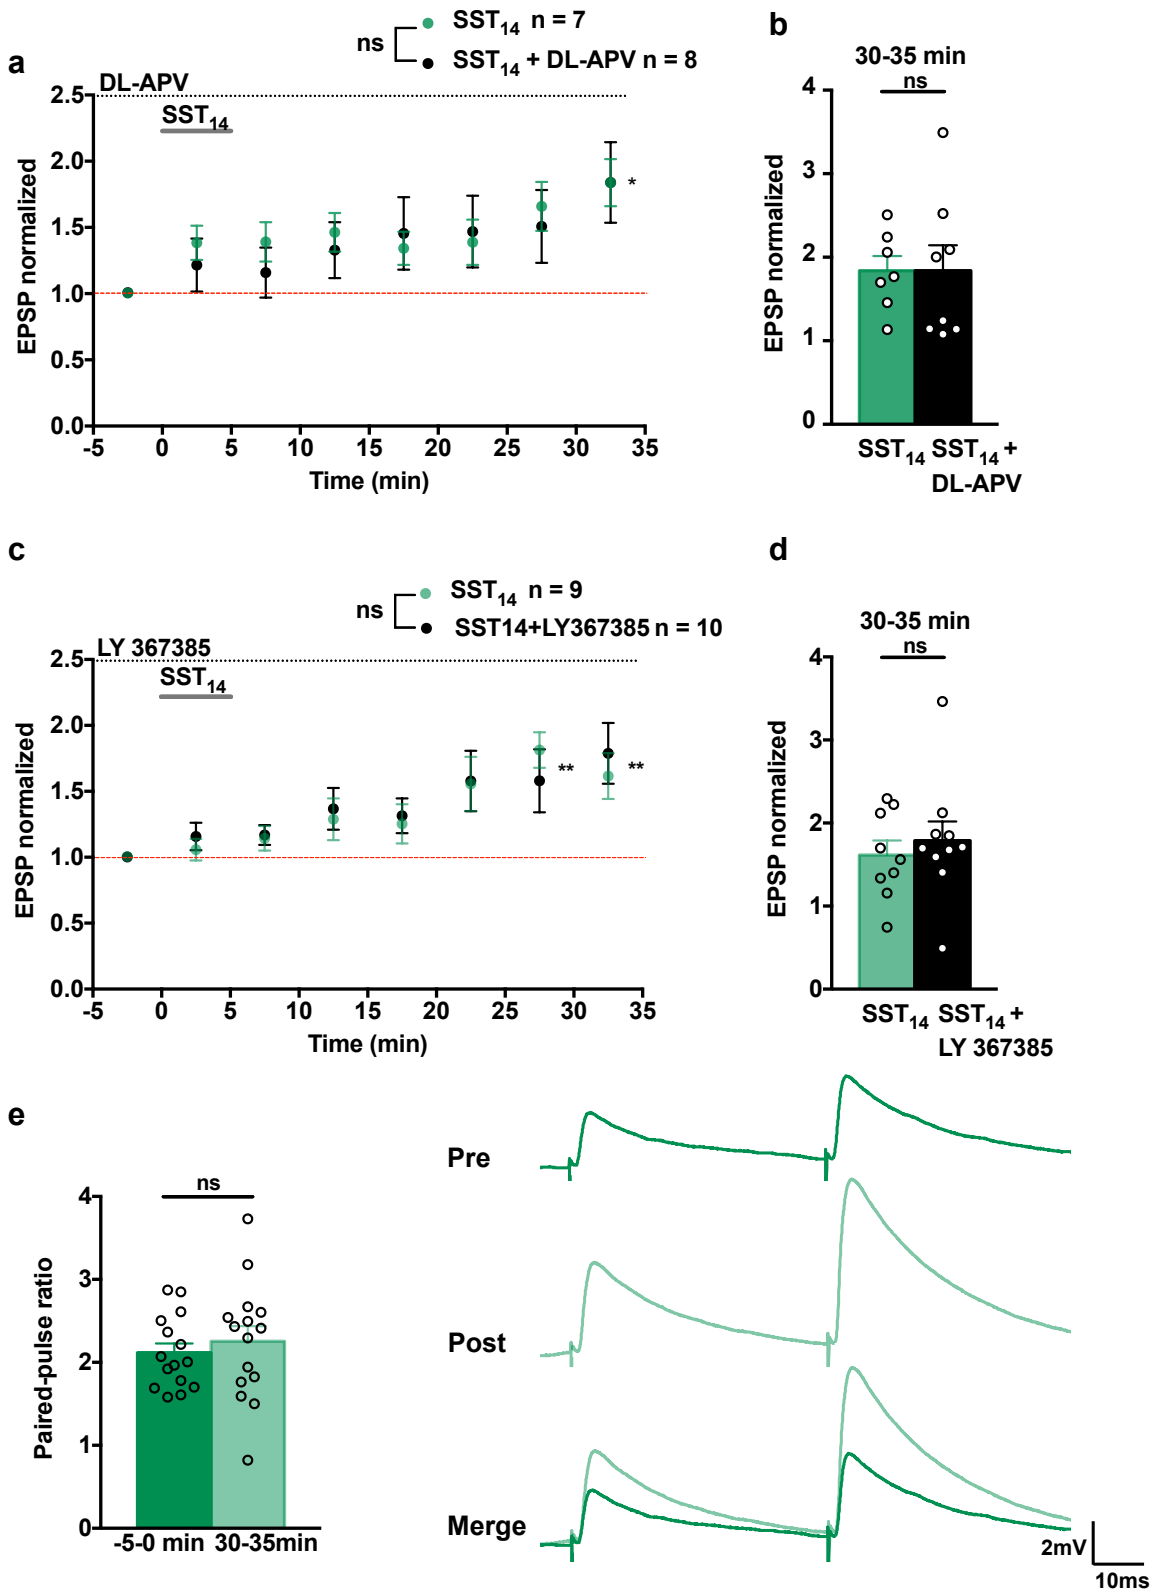 a
ns
SST14 n = 7
SST14 + DL-APV n = 8
DL-APV
SST14
EPSP normalized
2.5
2.0
1.5
1.0
0.5
0.0
*
-5 0 5 10 15 20 25 30 35
Time (min)
b
30-35 min
ns
EPSP normalized
4
3
2
1
0
SST14 SST14 +
DL-APV
c
ns
SST14 n = 9
SST14+LY367385 n = 10
LY 367385
SST14
EPSP normalized
2.5
2.0
1.5
1.0
0.5
0.0
** **
-5 0 5 10 15 20 25 30 35
Time (min)
d
30-35 min
ns
EPSP normalized
4
3
2
1
0
SST14 SST14 +
LY 367385
e
ns
Paired-pulse ratio
4
3
2
1
0
-5-0 min 30-35min
Pre
Post
Merge
2mV
10ms